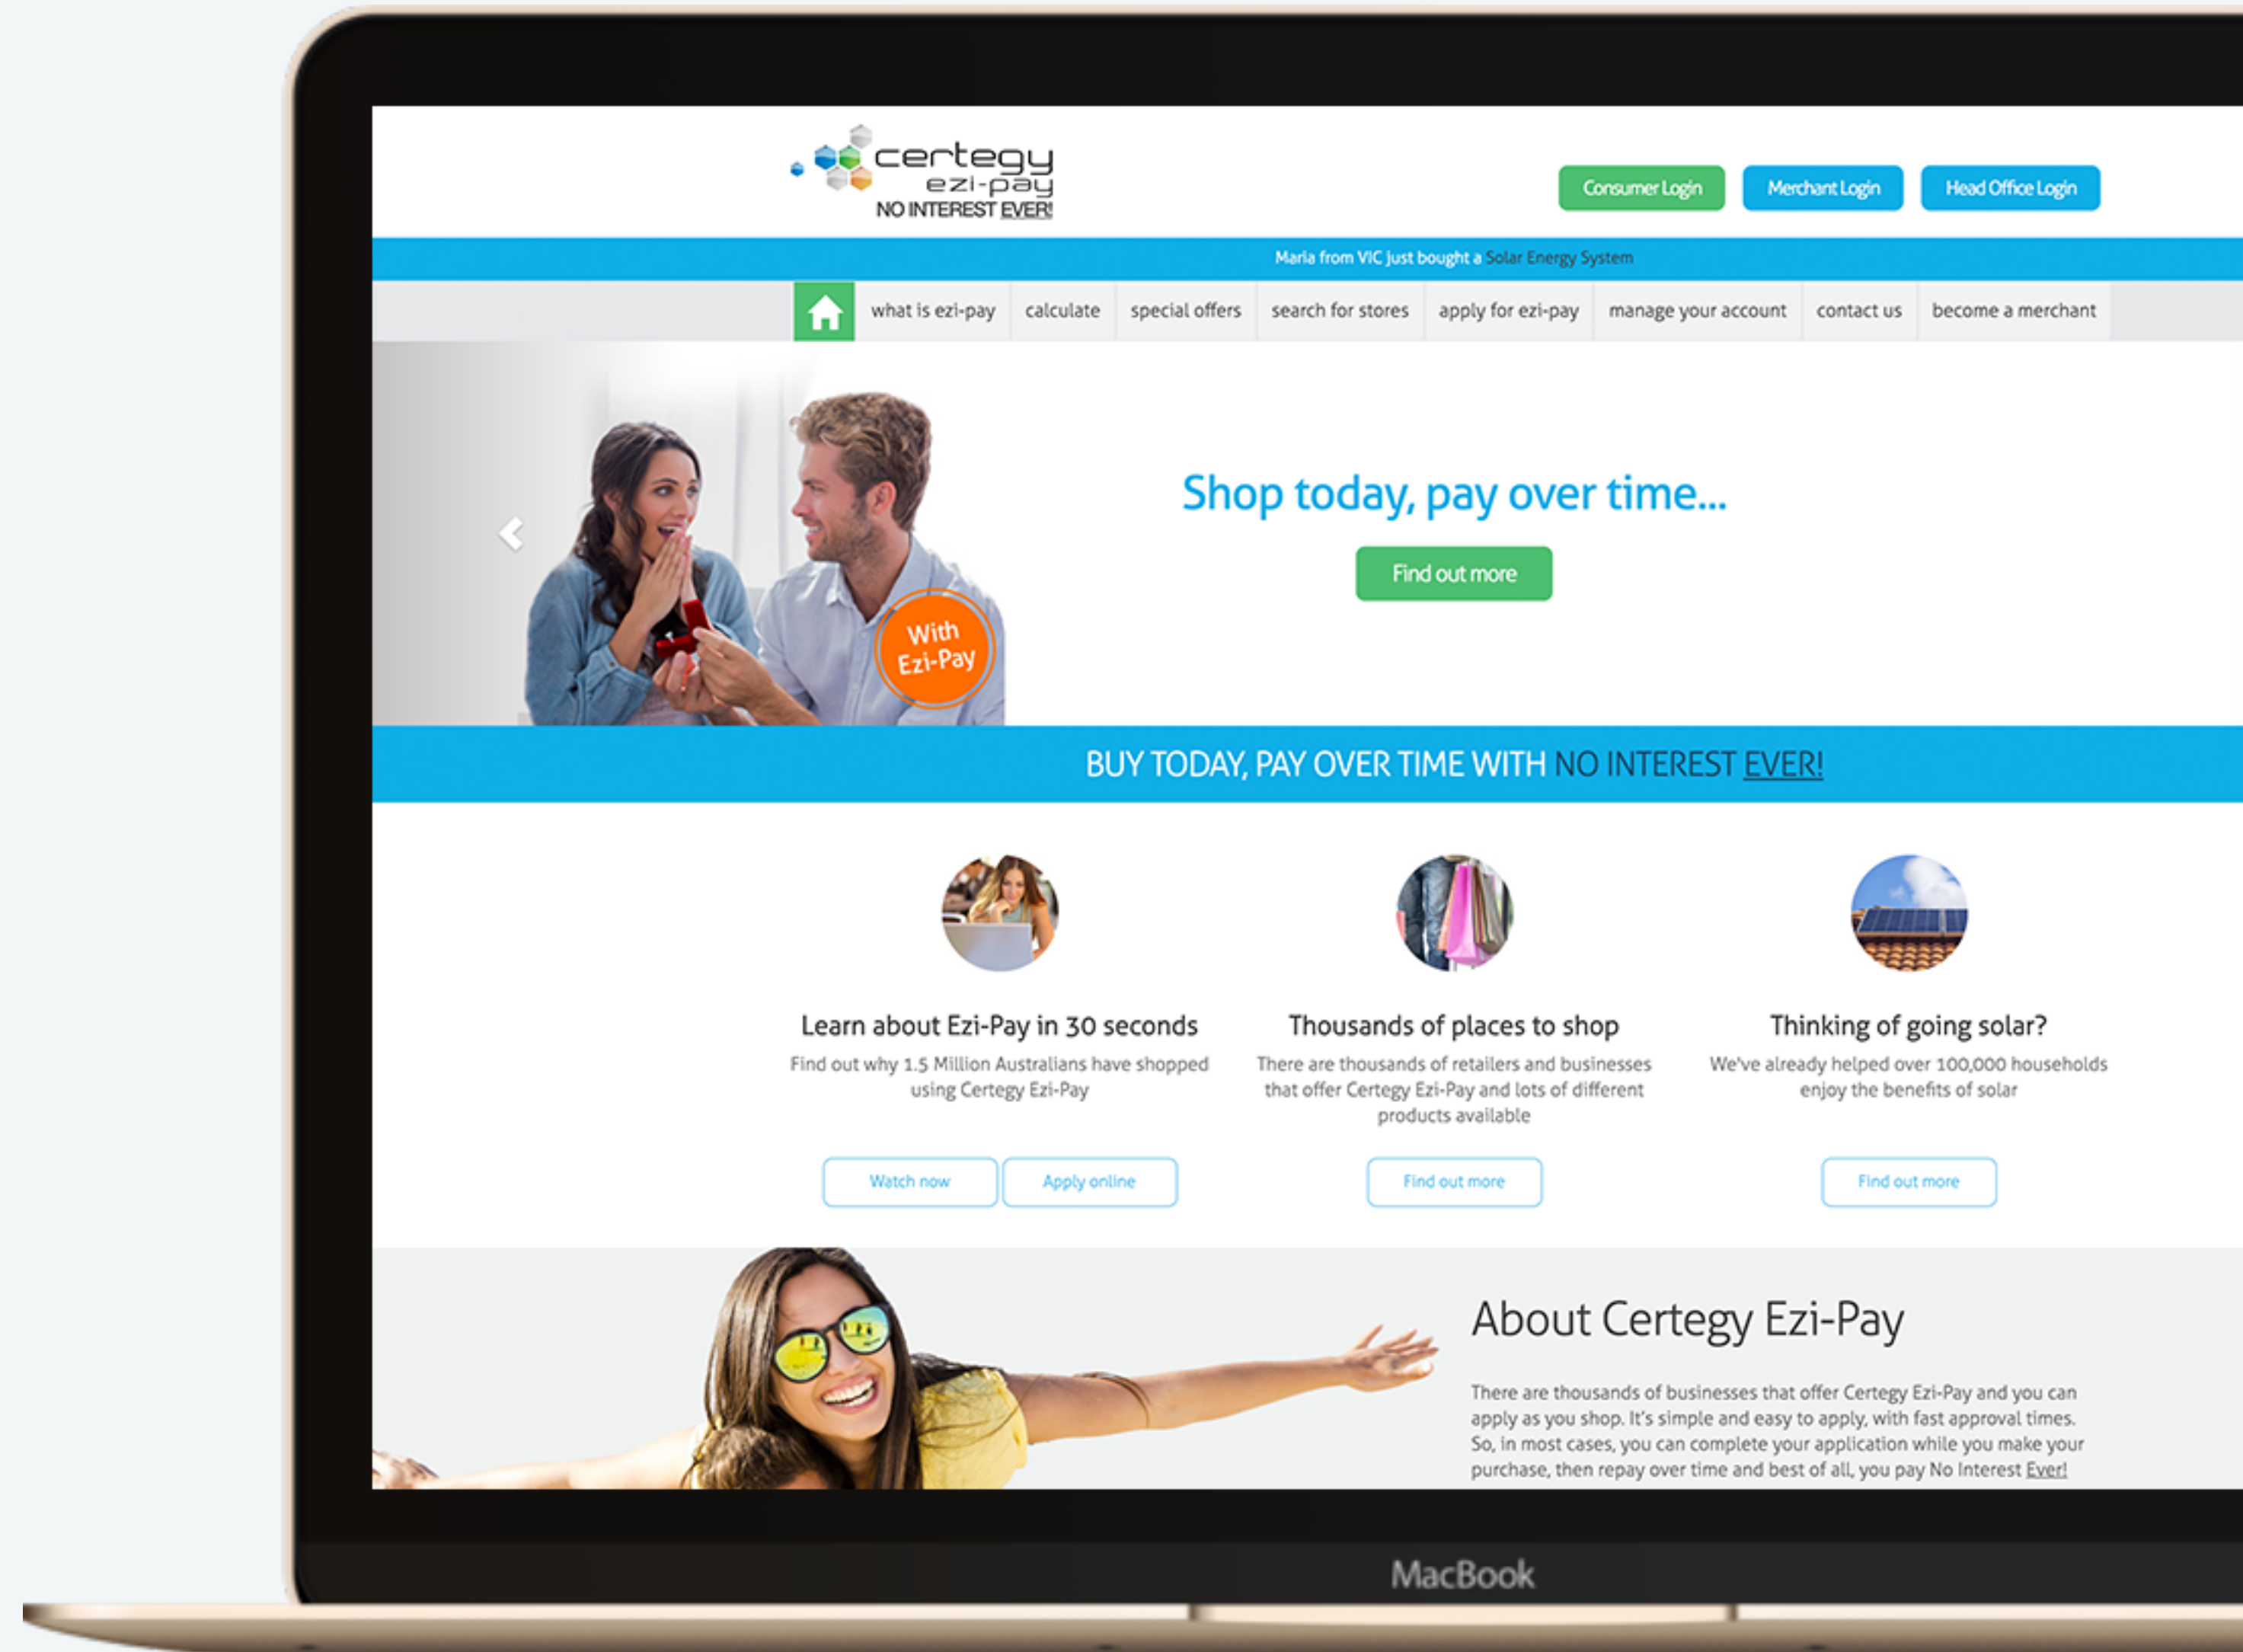 certegy
ezi-pay
NO INTEREST EVER!
Consumer Login
Merchant Login
Head Office Login
Maria from VIC just bought a Solar Energy System
what is ezi-pay
calculate
special offers
search for stores
apply for ezi-pay
manage your account
contact us
become a merchant
Shop today, pay over time...
Find out more
With
Ezi-Pay
BUY TODAY, PAY OVER TIME WITH NO INTEREST EVER!
Learn about Ezi-Pay in 30 seconds
Find out why 1.5 Million Australians have shopped
using Certegy Ezi-Pay
Watch now
Apply online
Thousands of places to shop
There are thousands of retailers and businesses
that offer Certegy Ezi-Pay and lots of different
products available
Find out more
Thinking of going solar?
We've already helped over 100,000 households
enjoy the benefits of solar
Find out more
About Certegy Ezi-Pay
There are thousands of businesses that offer Certegy Ezi-Pay and you can
apply as you shop. It's simple and easy to apply, with fast approval times.
So, in most cases, you can complete your application while you make your
purchase, then repay over time and best of all, you pay No Interest Ever!
MacBook